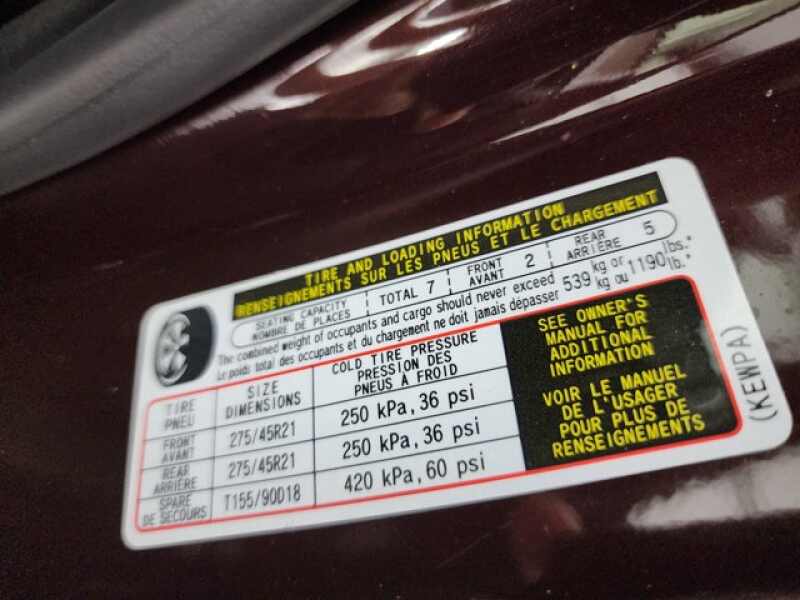 TIRE AND LOADING INFORMATION
RENSEIGNEMENTS SUR LES PNEUS ET LE CHARGEMENT
SEATING CAPACITY TOTAL 7 FRONT 2 REAR 5
NOMBRE DE PLACES AVANT ARRIÈRE
The combined weight of occupants and cargo should never exceed 539 kg or 1190 lbs.*
Le poids total des occupants et du chargement ne doit jamais dépasser kg ou lb.*
TIRE SIZE COLD TIRE PRESSURE
PNEU DIMENSIONS PRESSION DES
PNEUS À FROID
FRONT
AVANT 275/45R21 250 kPa, 36 psi
REAR
ARRIÈRE 275/45R21 250 kPa, 36 psi
SPARE
DE SECOURS T155/90D18 420 kPa, 60 psi
SEE OWNER'S
MANUAL FOR
ADDITIONAL
INFORMATION
VOIR LE MANUEL
DE L'USAGER
POUR PLUS DE
RENSEIGNEMENTS
(KEWPA)